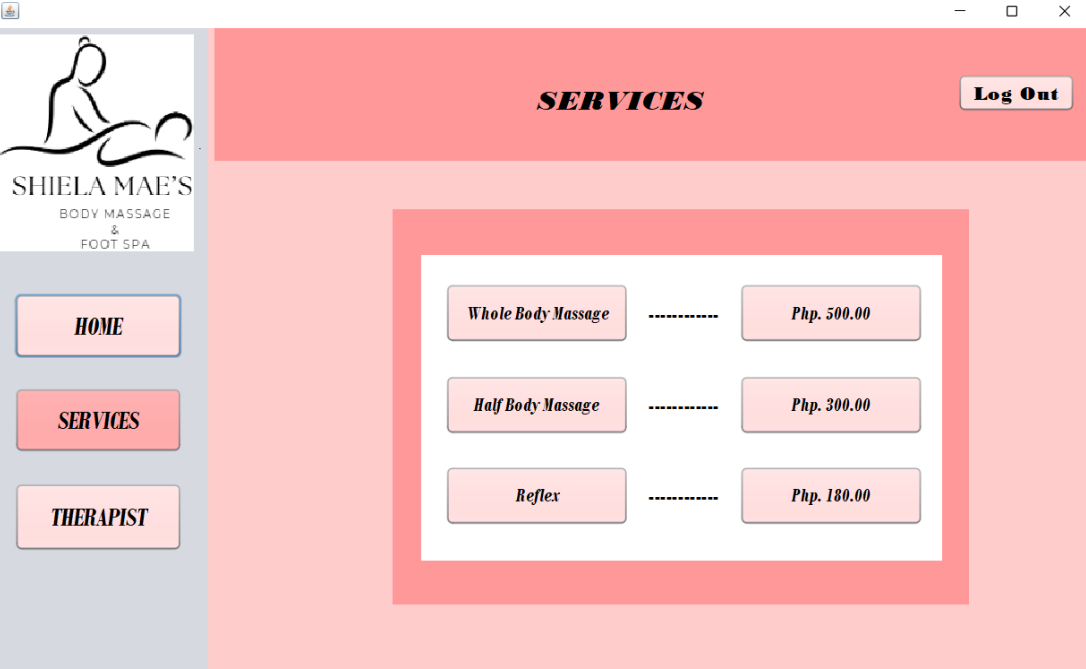 SHIELA MAE'S
BODY MASSAGE
&
FOOT SPA
HOME
SERVICES
THERAPIST
SERVICES
Log Out
Whole Body Massage ------------ Php. 500.00
Half Body Massage ------------ Php. 300.00
Reflex ------------ Php. 180.00